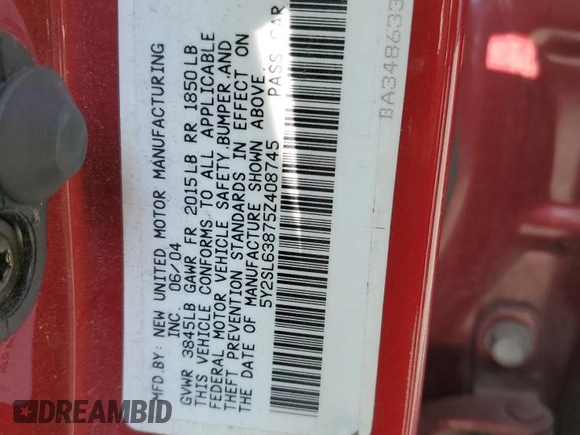 MFD BY: NEW UNITED MOTOR MANUFACTURING
INC. 06/04
GVWR 3845LB GAWR FR 2015LB RR 1850LB
THIS VEHICLE CONFORMS TO ALL APPLICABLE
FEDERAL MOTOR VEHICLE SAFETY,BUMPER,AND
THEFT PREVENTION STANDARDS IN EFFECT ON
THE DATE OF MANUFACTURE SHOWN ABOVE.
5Y2SL63875Z408745 PASS CAR
BA348633
DREAMBID